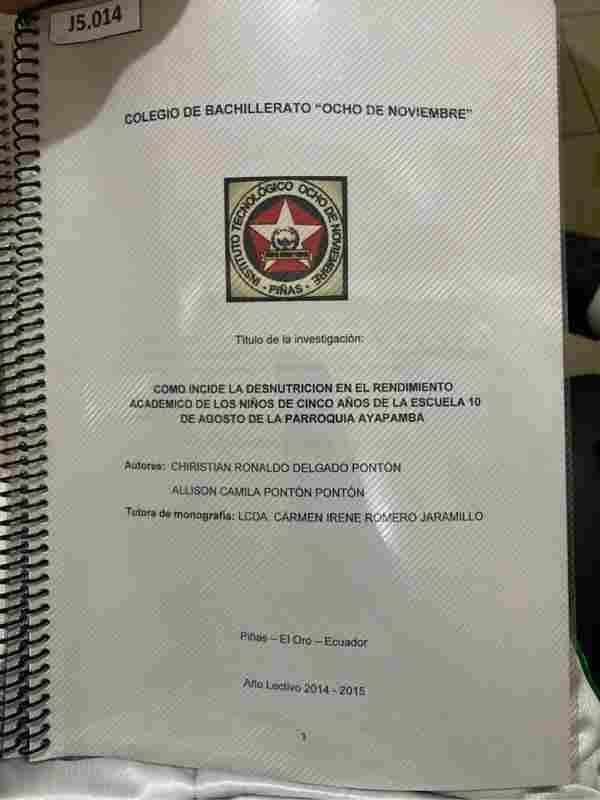 J5.014
COLEGIO DE BACHILLERATO “OCHO DE NOVIEMBRE”
INSTITUTO TECNOLÓGICO OCHO DE NOVIEMBRE
- PIÑAS -
Título de la investigación:
COMO INCIDE LA DESNUTRICION EN EL RENDIMIENTO
ACADEMICO DE LOS NIÑOS DE CINCO AÑOS DE LA ESCUELA 10
DE AGOSTO DE LA PARROQUIA AYAPAMBA
Autores: CHIRISTIAN RONALDO DELGADO PONTÓN
ALLISON CAMILA PONTÓN PONTÓN
Tutora de monografía: LCDA. CARMEN IRENE ROMERO JARAMILLO
Piñas – El Oro – Ecuador
Año Lectivo 2014 - 2015
1